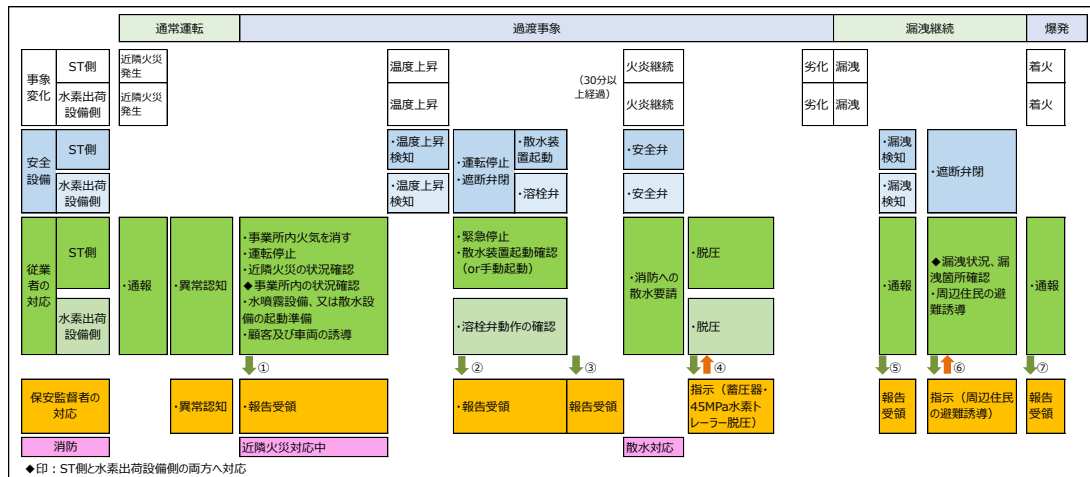 通常運転
過渡事象
漏洩継続
爆発
事象
変化
ST側
近隣火災
発生
温度上昇
(30分以
上経過)
火炎継続
劣化
漏洩
着火
水素出荷
設備側
近隣火災
発生
温度上昇
火炎継続
劣化
漏洩
着火
安全
設備
ST側
・温度上昇
検知
・運転停止
・遮断弁閉
・散水装
置起動
・安全弁
・漏洩
検知
・遮断弁閉
水素出荷
設備側
・温度上昇
検知
・溶栓弁
・安全弁
・漏洩
検知
従業
者の
対応
ST側
・通報
・異常認知
・事業所内火気を消す
・運転停止
・近隣火災の状況確認
◆事業所内の状況確認
・水噴霧設備、又は散水設
備の起動準備
・顧客及び車両の誘導
・緊急停止
・散水装置起動確認
(or手動起動)
・消防への
散水要請
・脱圧
・通報
◆漏洩状況、漏
洩箇所確認
・周辺住民の避
難誘導
・通報
水素出荷
設備側
・溶栓弁動作の確認
・脱圧
①
②
③
④
⑤
⑥
⑦
保安監督者の
対応
・異常認知
・報告受領
・報告受領
報告受領
指示(蓄圧器・
45MPa水素ト
レーラー脱圧)
報告
受領
指示(周辺住民
の避難誘導)
報告
受領
消防
近隣火災対応中
散水対応
◆印:ST側と水素出荷設備側の両方へ対応